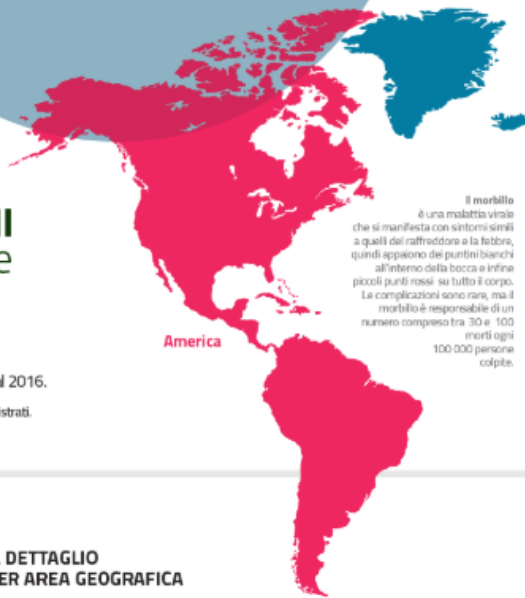 Il morbillo
è una malattia virale
che si manifesta con sintomi simili
a quelli del raffreddore e la febbre,
quindi appaiono dei puntini bianchi
all'interno della bocca e infine
piccoli punti rossi su tutto il corpo.
Le complicazioni sono rare, ma il
morbillo è responsabile di un
numero compreso tra 30 e 100
morti ogni
100 000 persone
colpite.
America
l 2016.
strati.
DETTAGLIO
ER AREA GEOGRAFICA